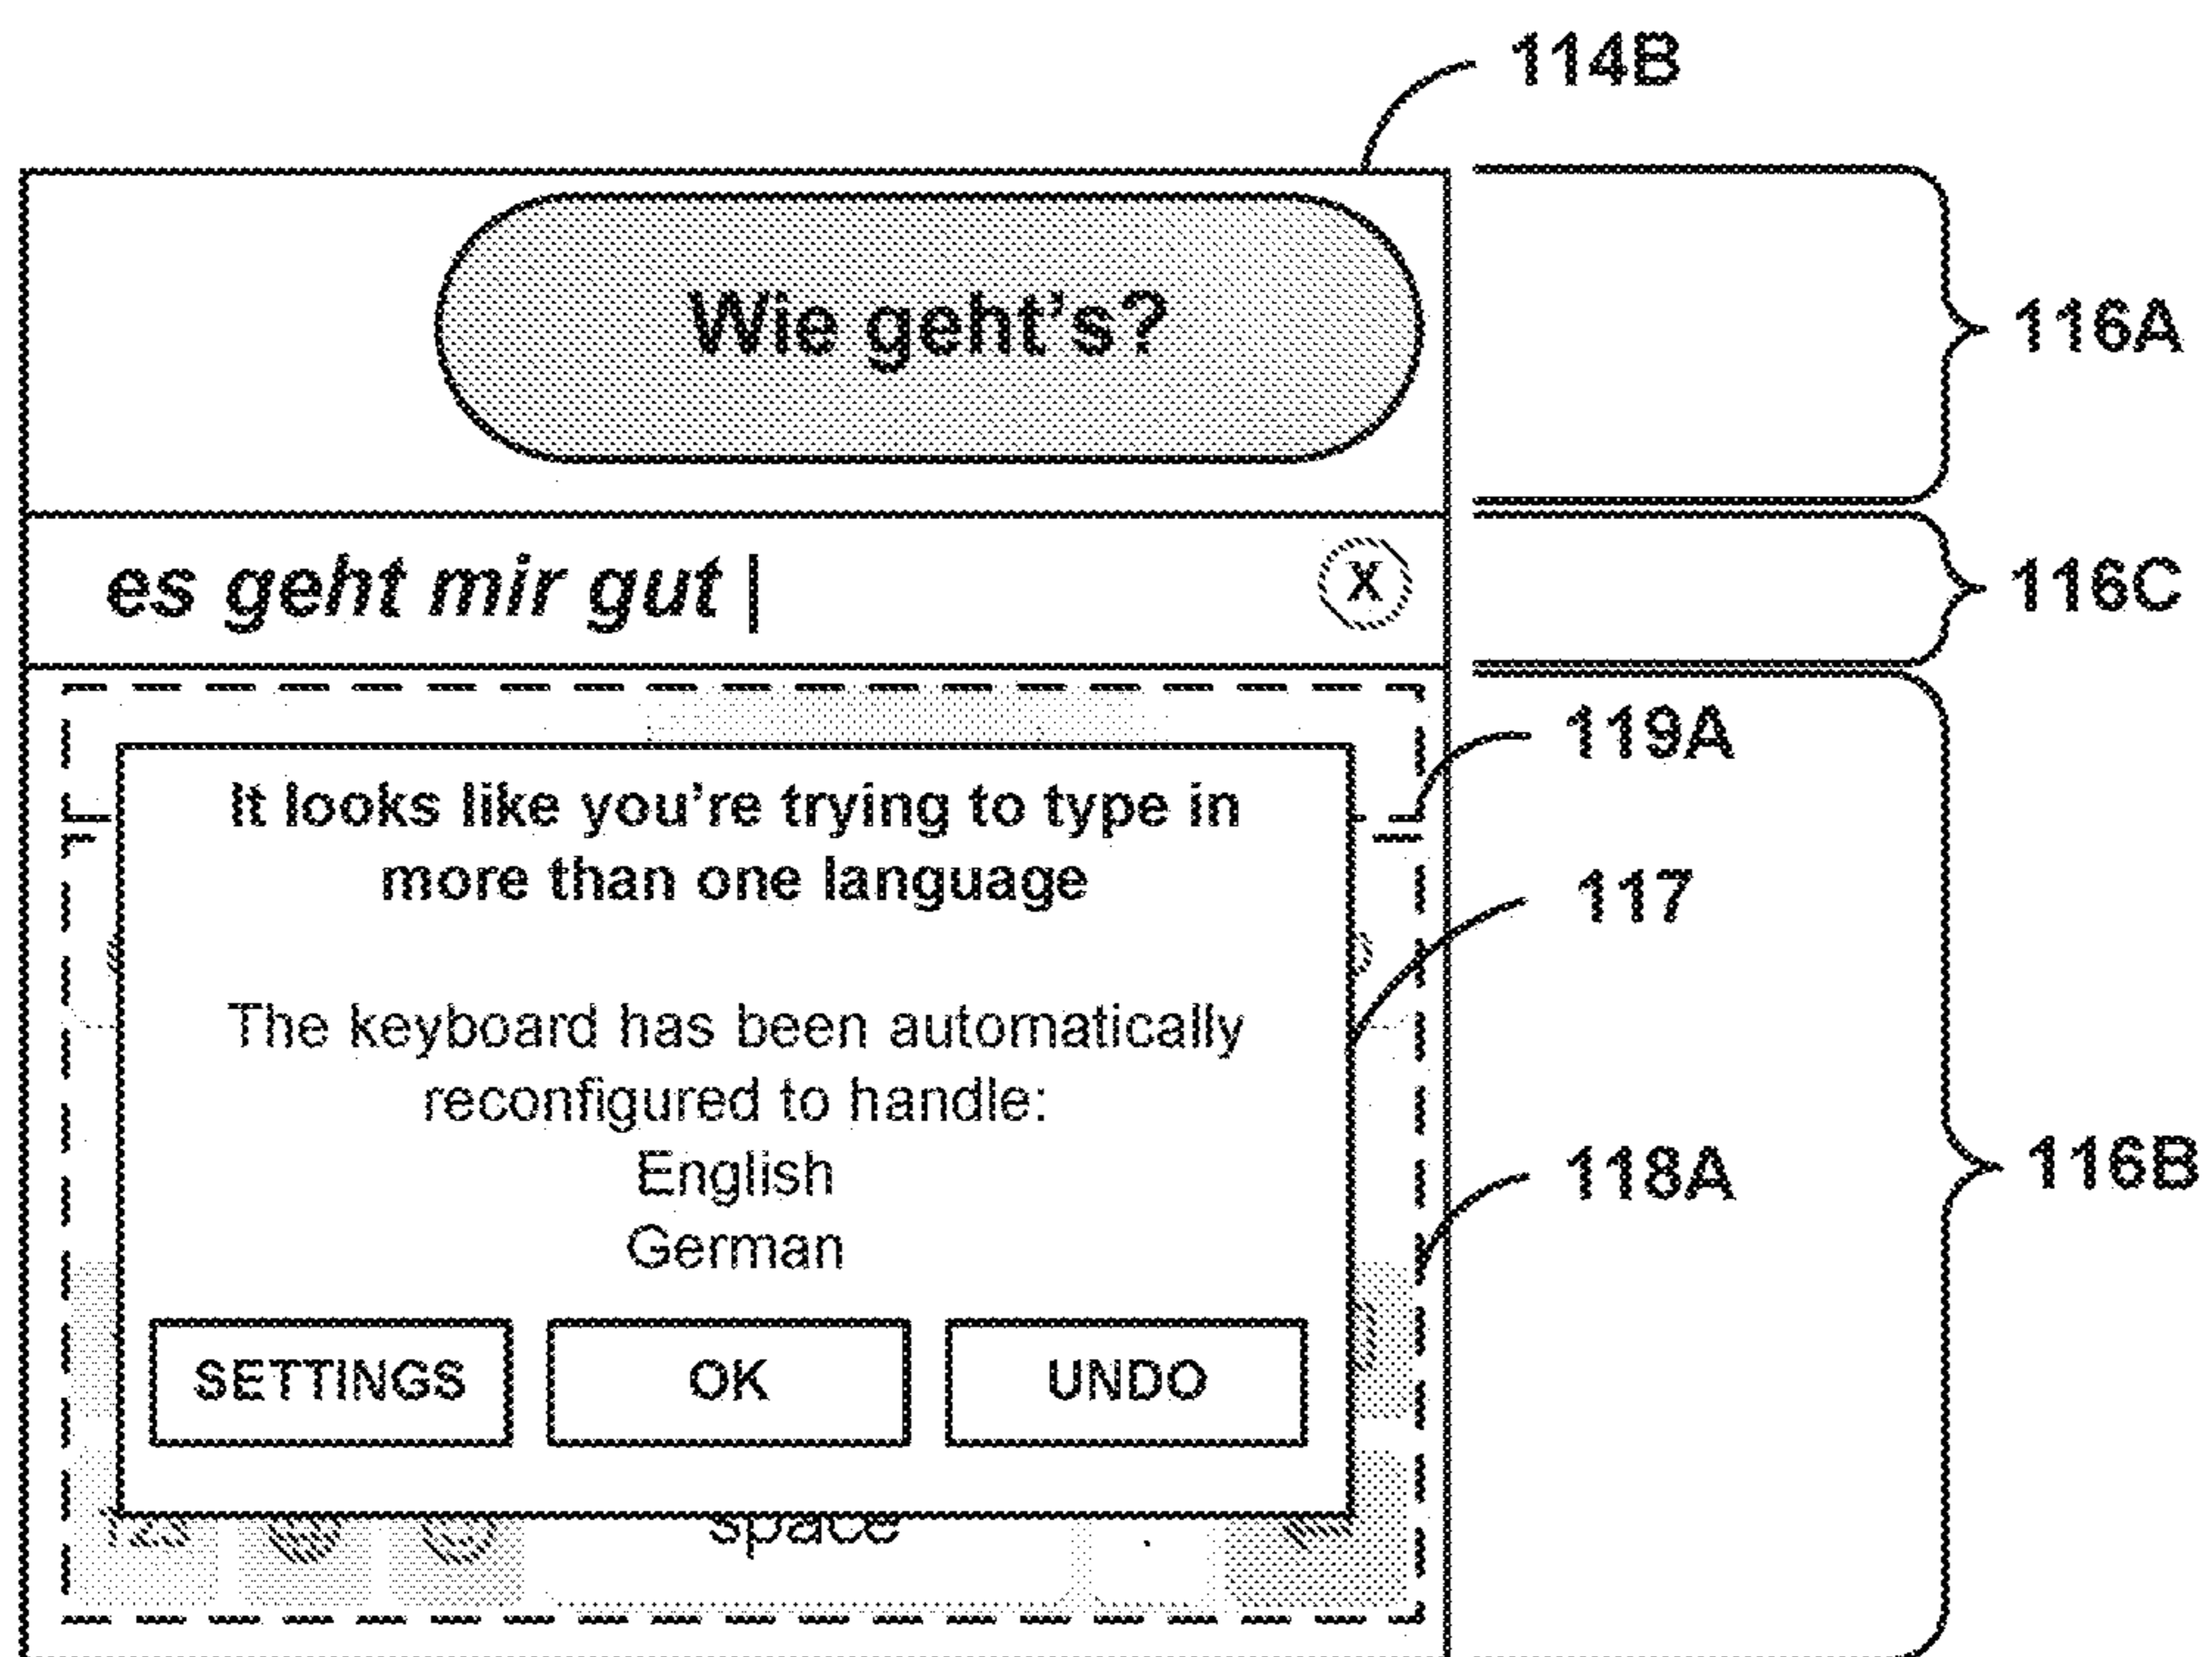 114B
Wie geht's?
116A
es geht mir gut
X
116C
119A
It looks like you're trying to type in
more than one language
117
The keyboard has been automatically
reconfigured to handle:
English
German
118A
116B
SETTINGS
OK
UNDO
space